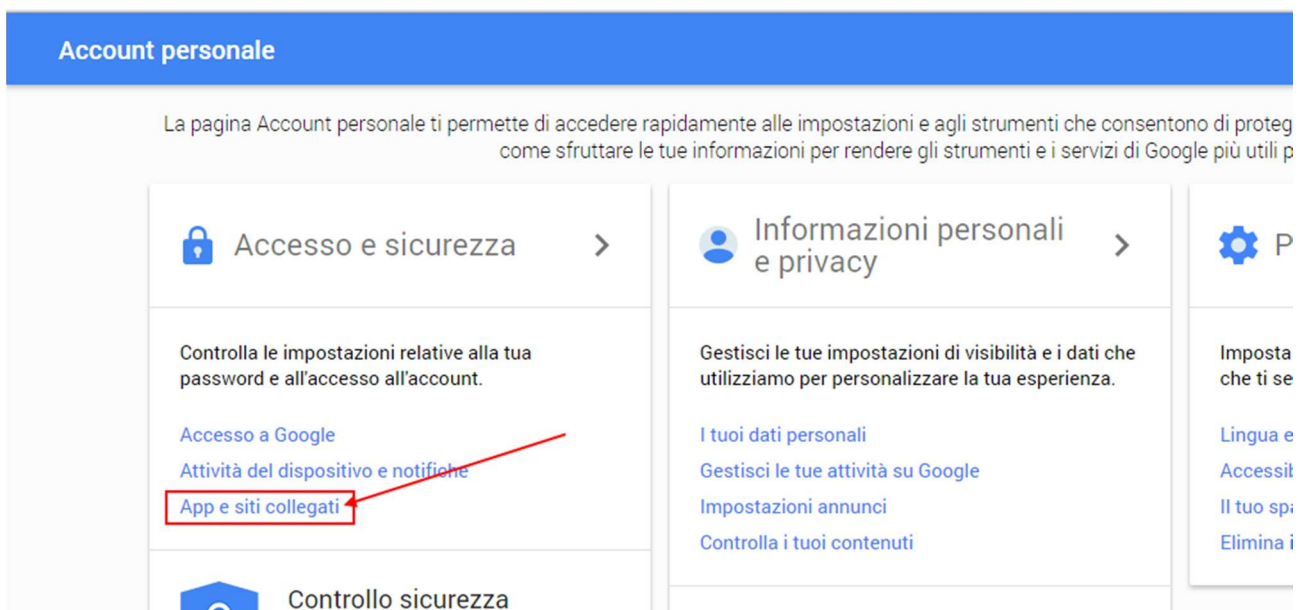 Account personale
La pagina Account personale ti permette di accedere rapidamente alle impostazioni e agli strumenti che consentono di
come sfruttare le tue informazioni per rendere gli strumenti e i servizi di Google più utili
Accesso e sicurezza
Controlla le impostazioni relative alla tua
password e all'accesso all'account.
Accesso a Google
Attività del dispositivo e notifiche
App e siti collegati
Controllo sicurezza
Informazioni personali
e privacy
Gestisci le tue impostazioni di visibilità e i dati che
utilizziamo per personalizzare la tua esperienza.
I tuoi dati personali
Gestisci le tue attività su Google
Impostazioni annunci
Controlla i tuoi contenuti
Imposta
che ti
Lingua e
Il tuo
Elimina